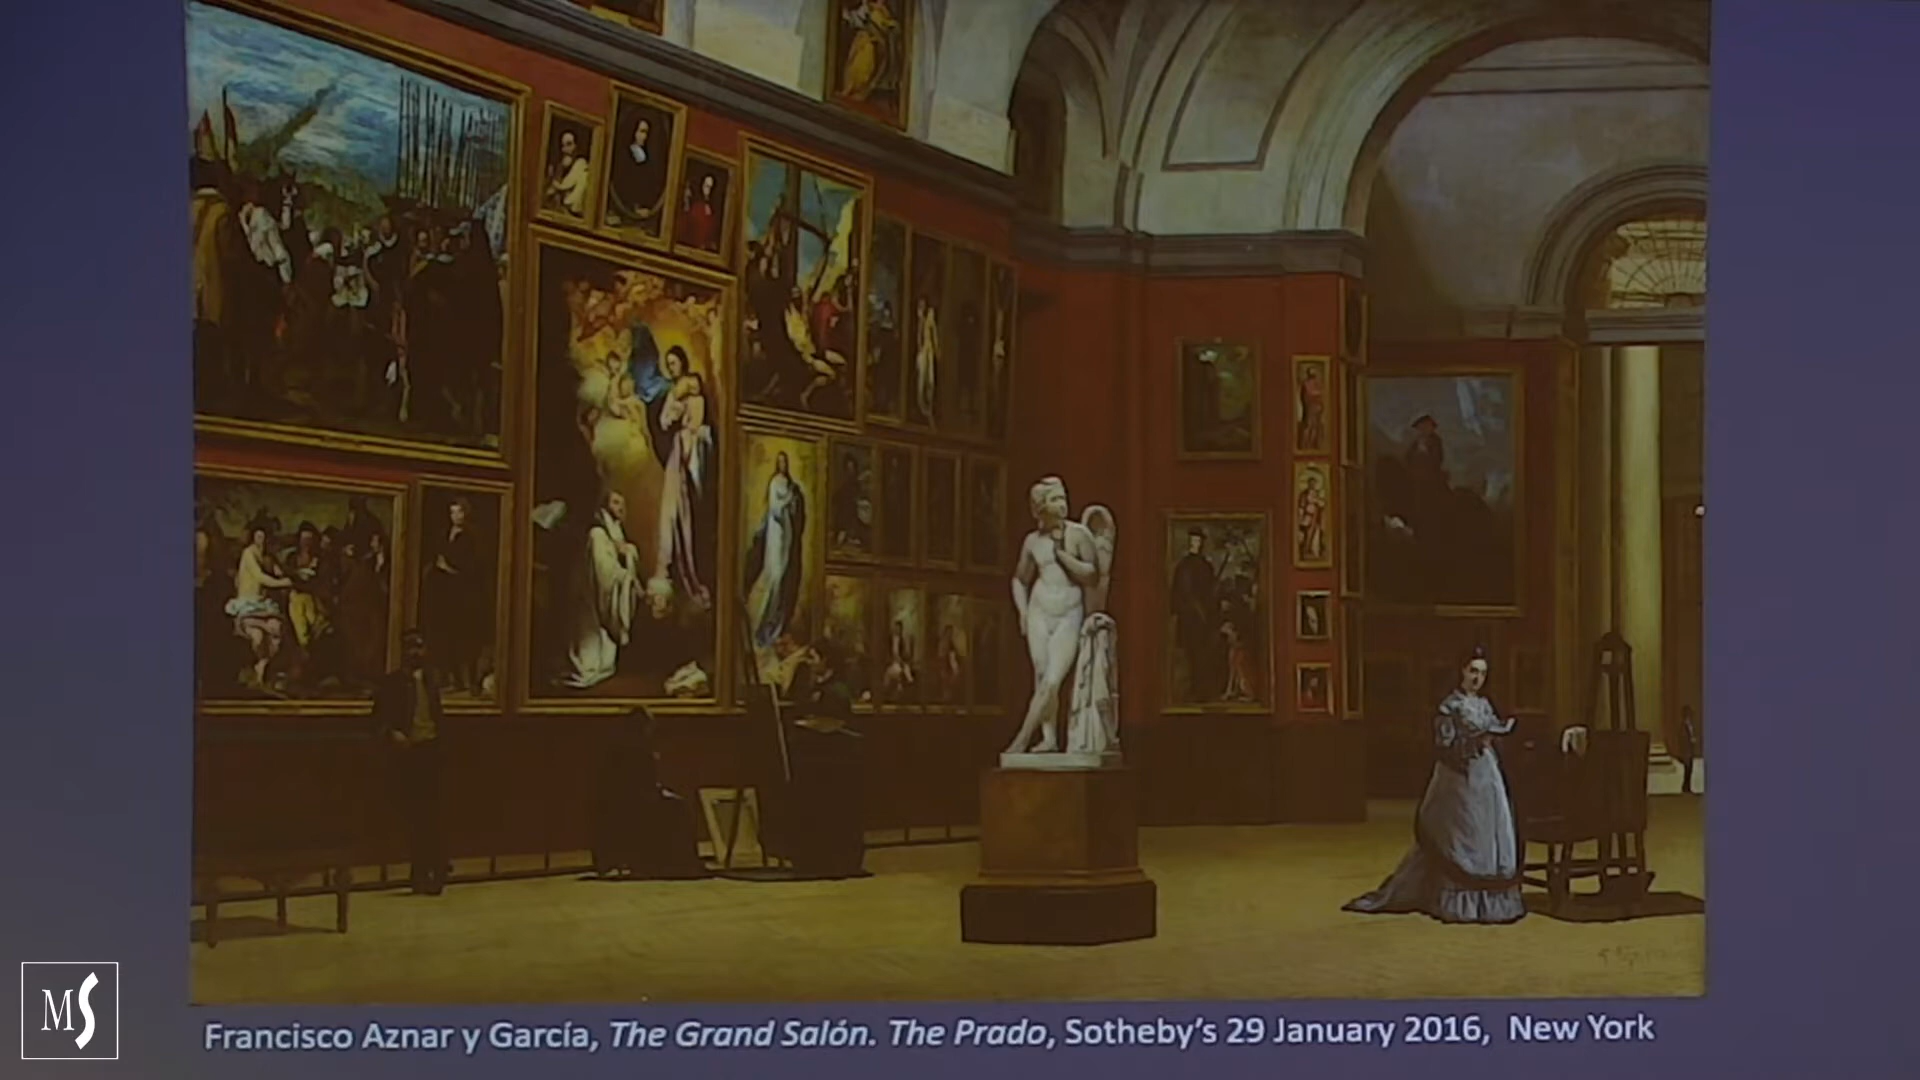 Francisco Aznar y García, The Grand Salón. The Prado, Sotheby's 29 January 2016, New York
MS